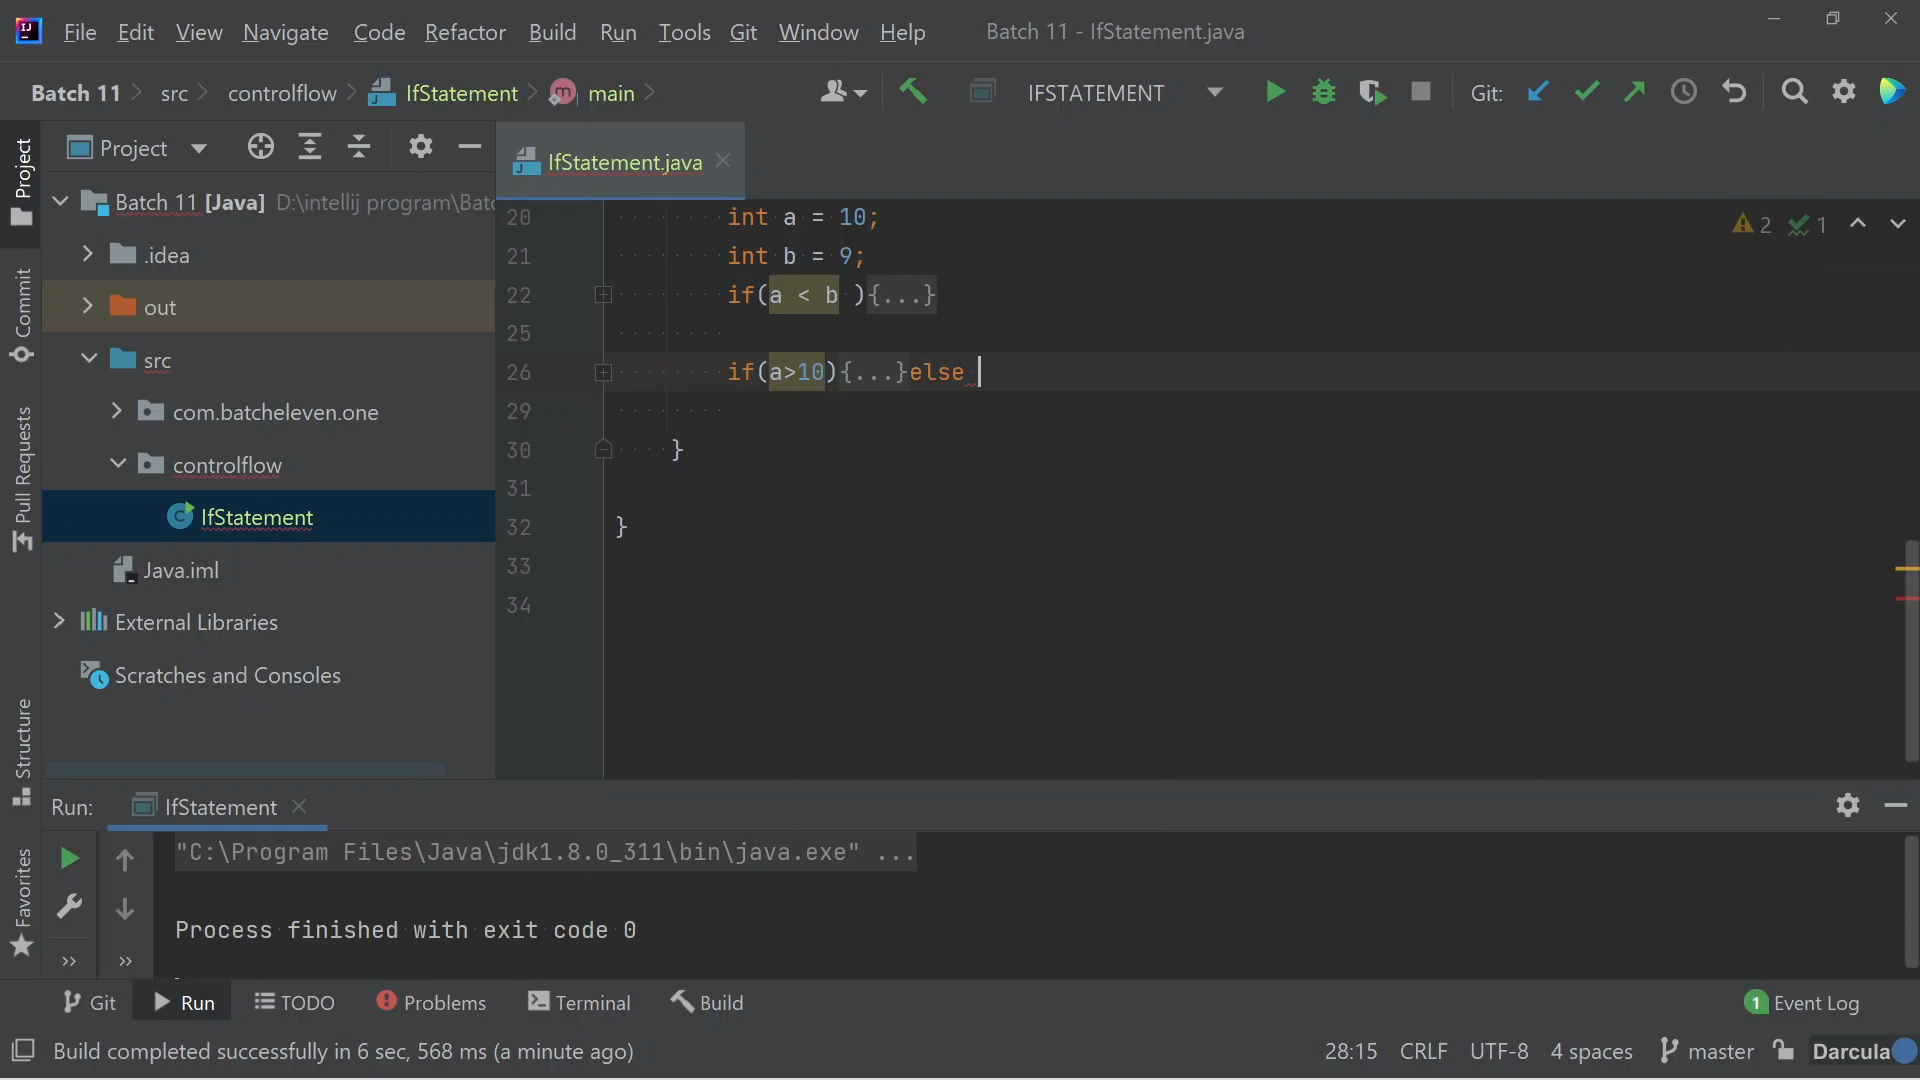 File Edit View Navigate Code Refactor Build Run Tools Git Window Help Batch 11 - IfStatement.java
Batch 11 src controlflow IfStatement main IFSTATEMENT Git:
Project
IfStatement.java
Batch 11 [Java] D:\intellij program\Batc
.idea
out
src
com.batcheleven.one
controlflow
IfStatement
Java.iml
External Libraries
Scratches and Consoles
Project
Commit
Pull Requests
Structure
Favorites
20 int a = 10;
21 int b = 9;
22 if(a < b ){...}
25
26 if(a>10){...}else
29
30 }
31
32 }
33
34
2 1
Run: IfStatement
"C:\Program Files\Java\jdk1.8.0_311\bin\java.exe" ...
Process finished with exit code 0
Git Run TODO Problems Terminal Build 1 Event Log
Build completed successfully in 6 sec, 568 ms (a minute ago) 28:15 CRLF UTF-8 4 spaces master Darcula